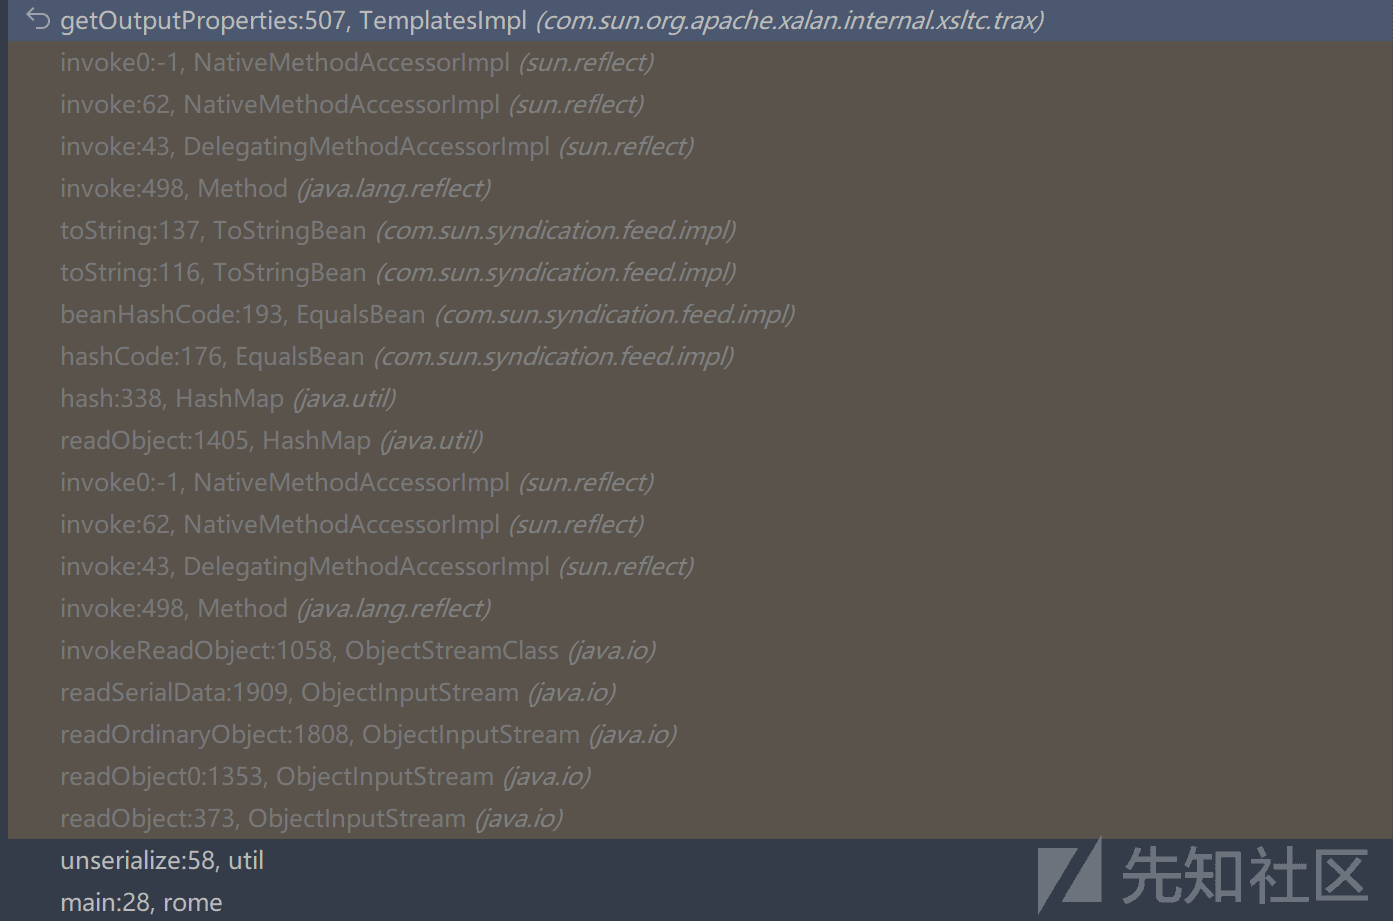 getOutputProperties:507, TemplatesImpl (com.sun.org.apache.xalan.internal.xsltc.trax)
invoke0:-1, NativeMethodAccessorImpl (sun.reflect)
invoke:62, NativeMethodAccessorImpl (sun.reflect)
invoke:43, DelegatingMethodAccessorImpl (sun.reflect)
invoke:498, Method (java.lang.reflect)
toString:137, ToStringBean (com.sun.syndication.feed.impl)
toString:116, ToStringBean (com.sun.syndication.feed.impl)
beanHashCode:193, EqualsBean (com.sun.syndication.feed.impl)
hashCode:176, EqualsBean (com.sun.syndication.feed.impl)
hash:338, HashMap (java.util)
readObject:1405, HashMap (java.util)
invoke0:-1, NativeMethodAccessorImpl (sun.reflect)
invoke:62, NativeMethodAccessorImpl (sun.reflect)
invoke:43, DelegatingMethodAccessorImpl (sun.reflect)
invoke:498, Method (java.lang.reflect)
invokeReadObject:1058, ObjectStreamClass (java.io)
readSerialData:1909, ObjectInputStream (java.io)
readOrdinaryObject:1808, ObjectInputStream (java.io)
readObject0:1353, ObjectInputStream (java.io)
readObject:373, ObjectInputStream (java.io)
unserialize:58, util
main:28, rome
先知社区